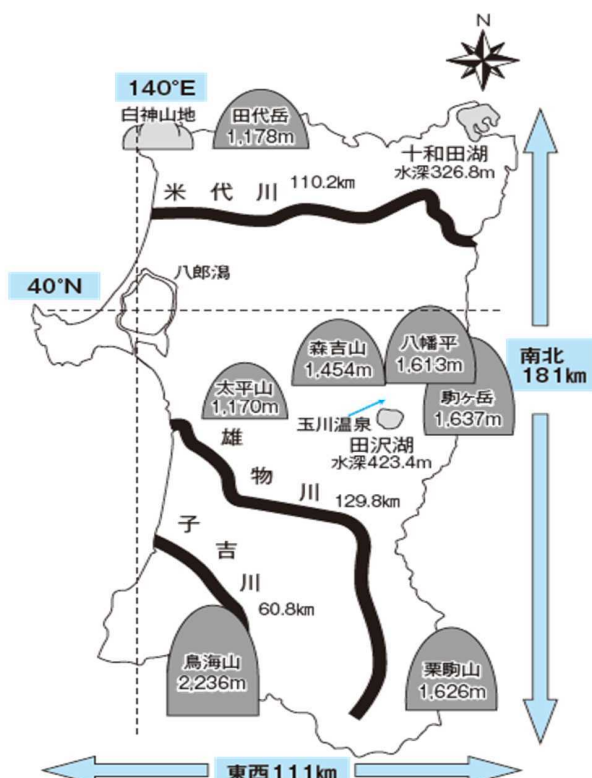 N
140°E
白神山地
田代岳
1,178m
十和田湖
水深326.8m
米代川
110.2km
八郎潟
40°N
森吉山
1,454m
八幡平
1,613m
南北
181km
太平山
1,170m
駒ヶ岳
1,637m
玉川温泉
田沢湖
水深423.4m
雄物川
129.8km
子吉川
60.8km
鳥海山
2,236m
栗駒山
1,626m
東西111km